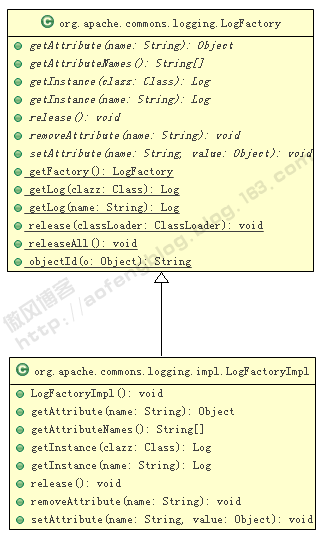 org.apache.commons.logging.LogFactory
getAttribute(name: String): Object
getAttributeNames(): String[]
getInstance(clazz: Class): Log
getInstance(name: String): Log
release(): void
removeAttribute(name: String): void
setAttribute(name: String, value: Object): void
getFactory(): LogFactory
getLog(clazz: Class): Log
getLog(name: String): Log
release(classLoader: ClassLoader): void
releaseAll(): void
objectId(o: Object): String
傲风博客
http://aofengblog.blog.163.com
org.apache.commons.logging.impl.LogFactoryImpl
LogFactoryImpl(): void
getAttribute(name: String): Object
getAttributeNames(): String[]
getInstance(clazz: Class): Log
getInstance(name: String): Log
release(): void
removeAttribute(name: String): void
setAttribute(name: String, value: Object): void